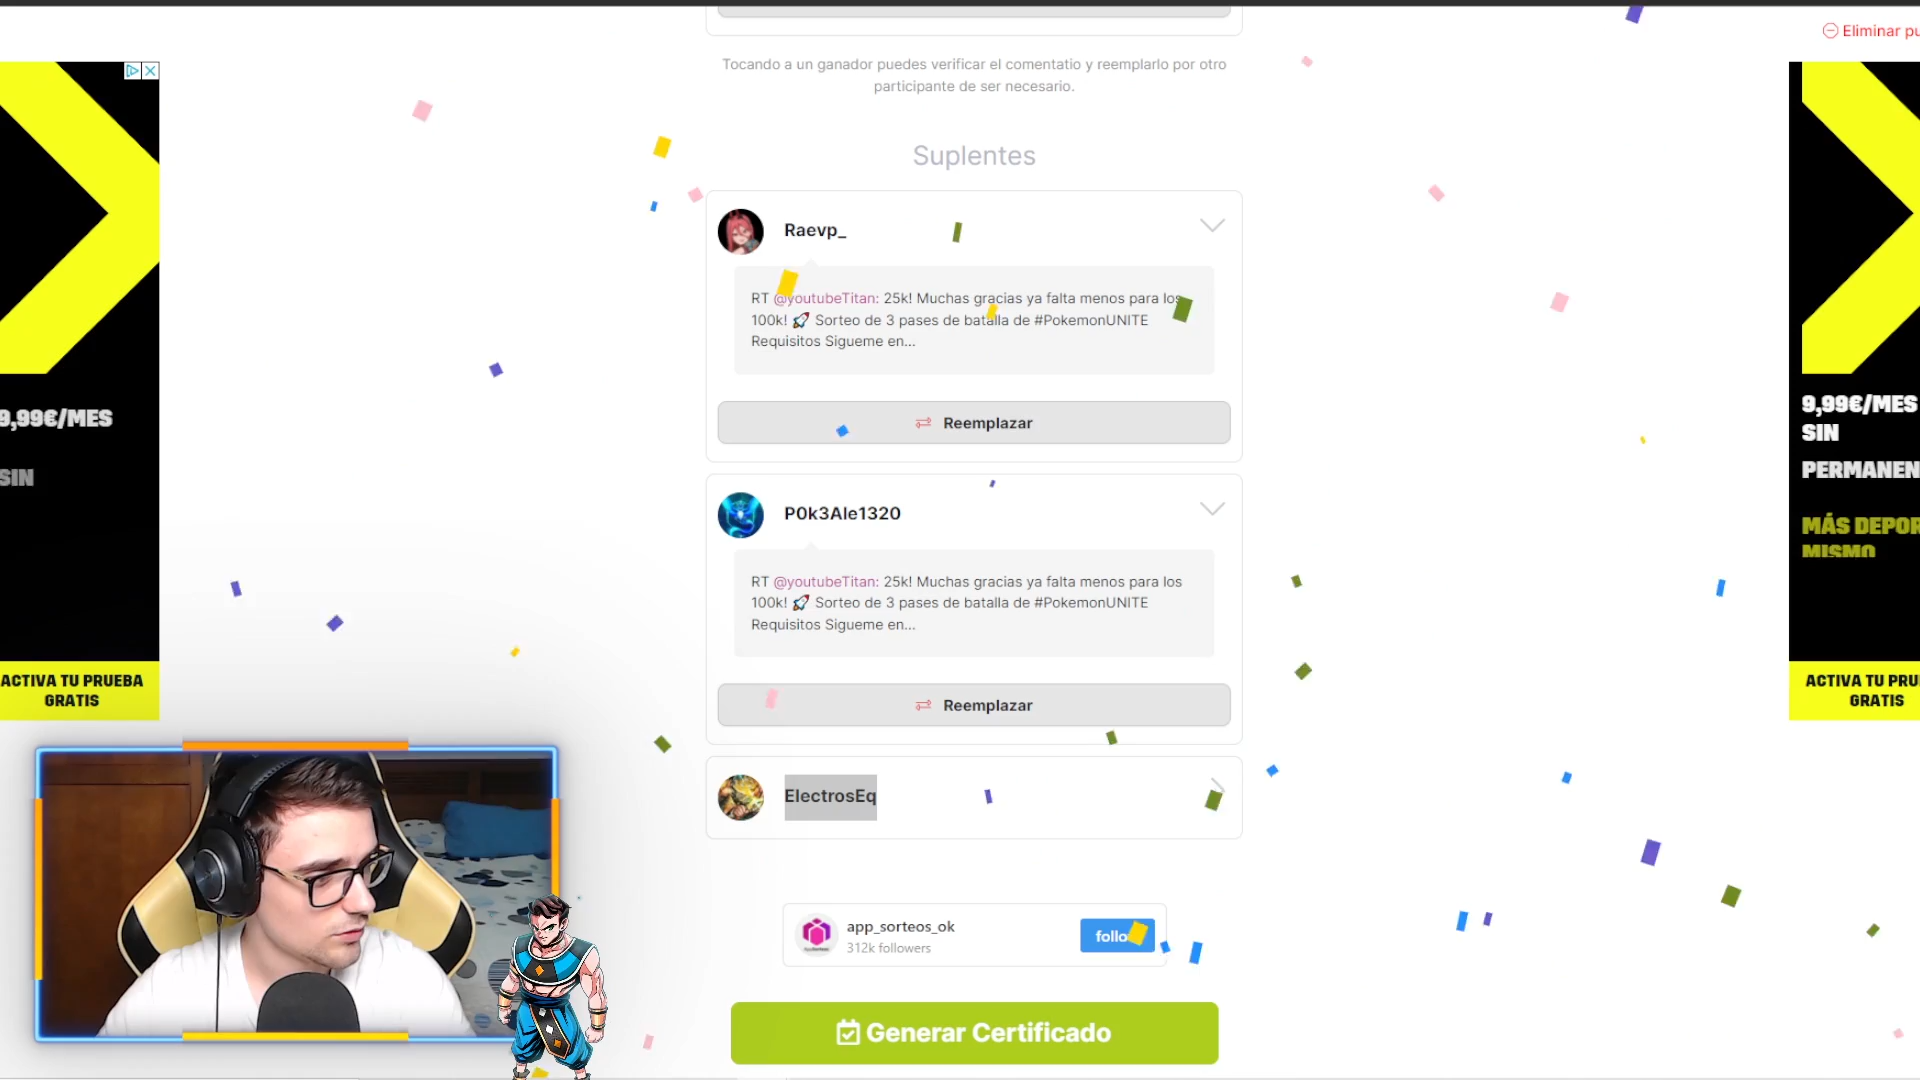 Eliminar pu
Tocando a un ganador puedes verificar el comentatio y reemplarlo por otro
participante de ser necesario.
Suplentes
Raevp_
RT @youtubeTitan: 25k! Muchas gracias ya falta menos para los
100k! 🚀 Sorteo de 3 pases de batalla de #PokemonUNITE
Requisitos Sigueme en...
Reemplazar
P0k3Ale1320
RT @youtubeTitan: 25k! Muchas gracias ya falta menos para los
100k! 🚀 Sorteo de 3 pases de batalla de #PokemonUNITE
Requisitos Sigueme en...
Reemplazar
ElectrosEq
app_sorteos_ok
312k followers
follo
Generar Certificado
9,99€/MES
SIN
ACTIVA TU PRUEBA
GRATIS
9,99€/MES
SIN
PERMANEN
MÁS DEPOR
MISMO
ACTIVA TU PRU
GRATIS